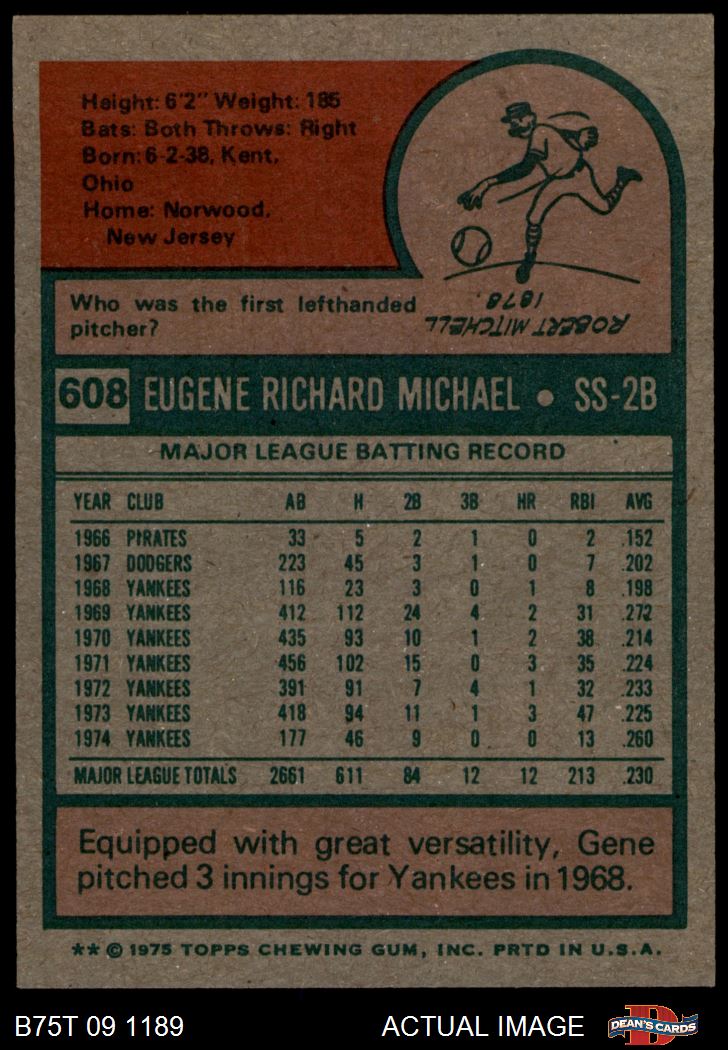 Height: 6'2" Weight: 185
Bats: Both Throws: Right
Born: 6-2-38, Kent,
Ohio
Home: Norwood,
New Jersey
Who was the first lefthanded
pitcher?
ROBERT MITCHELL
1878.
608 EUGENE RICHARD MICHAEL • SS-2B
MAJOR LEAGUE BATTING RECORD
YEAR CLUB AB H 2B 3B HR RBI AVG
1966 PIRATES 33 5 2 1 0 2 .152
1967 DODGERS 223 45 3 1 0 7 .202
1968 YANKEES 116 23 3 0 1 8 .198
1969 YANKEES 412 112 24 4 2 31 .272
1970 YANKEES 435 93 10 1 2 38 .214
1971 YANKEES 456 102 15 0 3 35 .224
1972 YANKEES 391 91 7 4 1 32 .233
1973 YANKEES 418 94 11 1 3 47 .225
1974 YANKEES 177 46 9 0 0 13 .260
MAJOR LEAGUE TOTALS 2661 611 84 12 12 213 .230
Equipped with great versatility, Gene
pitched 3 innings for Yankees in 1968.
** © 1975 TOPPS CHEWING GUM, INC. PRTD IN U.S.A.
B75T 09 1189 ACTUAL IMAGE D DEAN'S CARDS